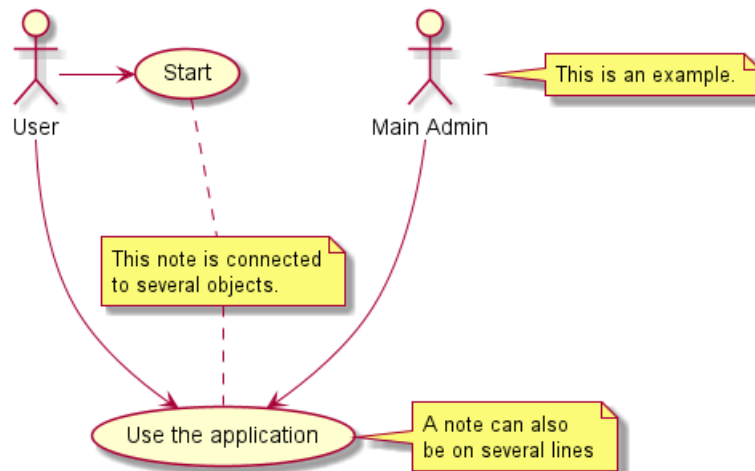 Start
This is an example.
User
Main Admin
This note is connected
to several objects.
Use the application
A note can also
be on several lines